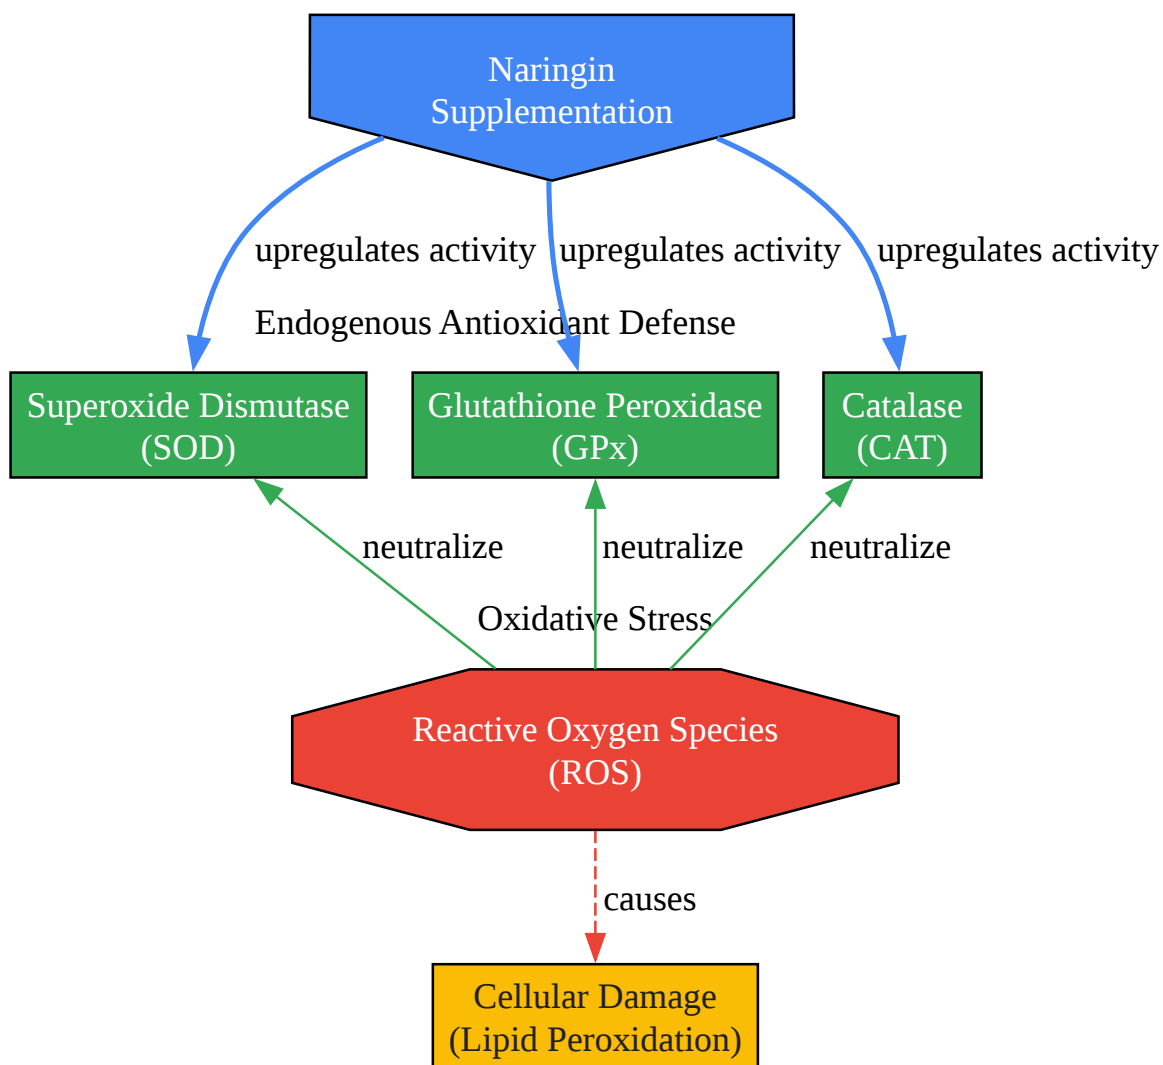 Naringin
Supplementation
upregulates activity
upregulates activity
upregulates activity
Endogenous Antioxidant Defense
Superoxide Dismutase
(SOD)
Glutathione Peroxidase
(GPx)
Catalase
(CAT)
neutralize
neutralize
neutralize
Oxidative Stress
Reactive Oxygen Species
(ROS)
causes
Cellular Damage
(Lipid Peroxidation)